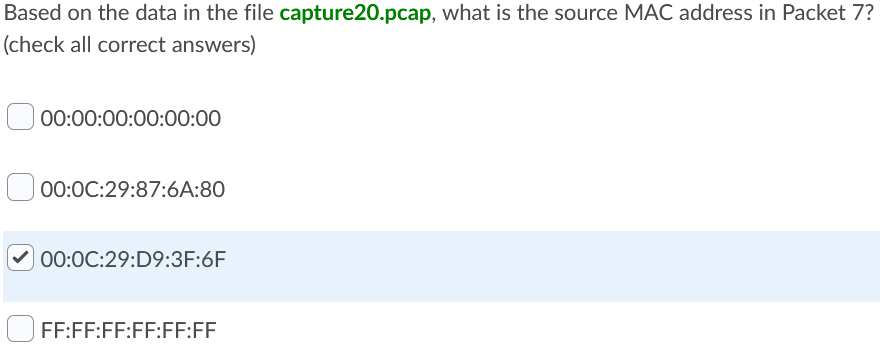 Based on the data in the file capture20.pcap, what is the source MAC address in Packet 7?
(check all correct answers)
00:00:00:00:00:00
00:0C:29:87:6A:80
00:0C:29:D9:3F:6F
FF:FF:FF:FF:FF:FF